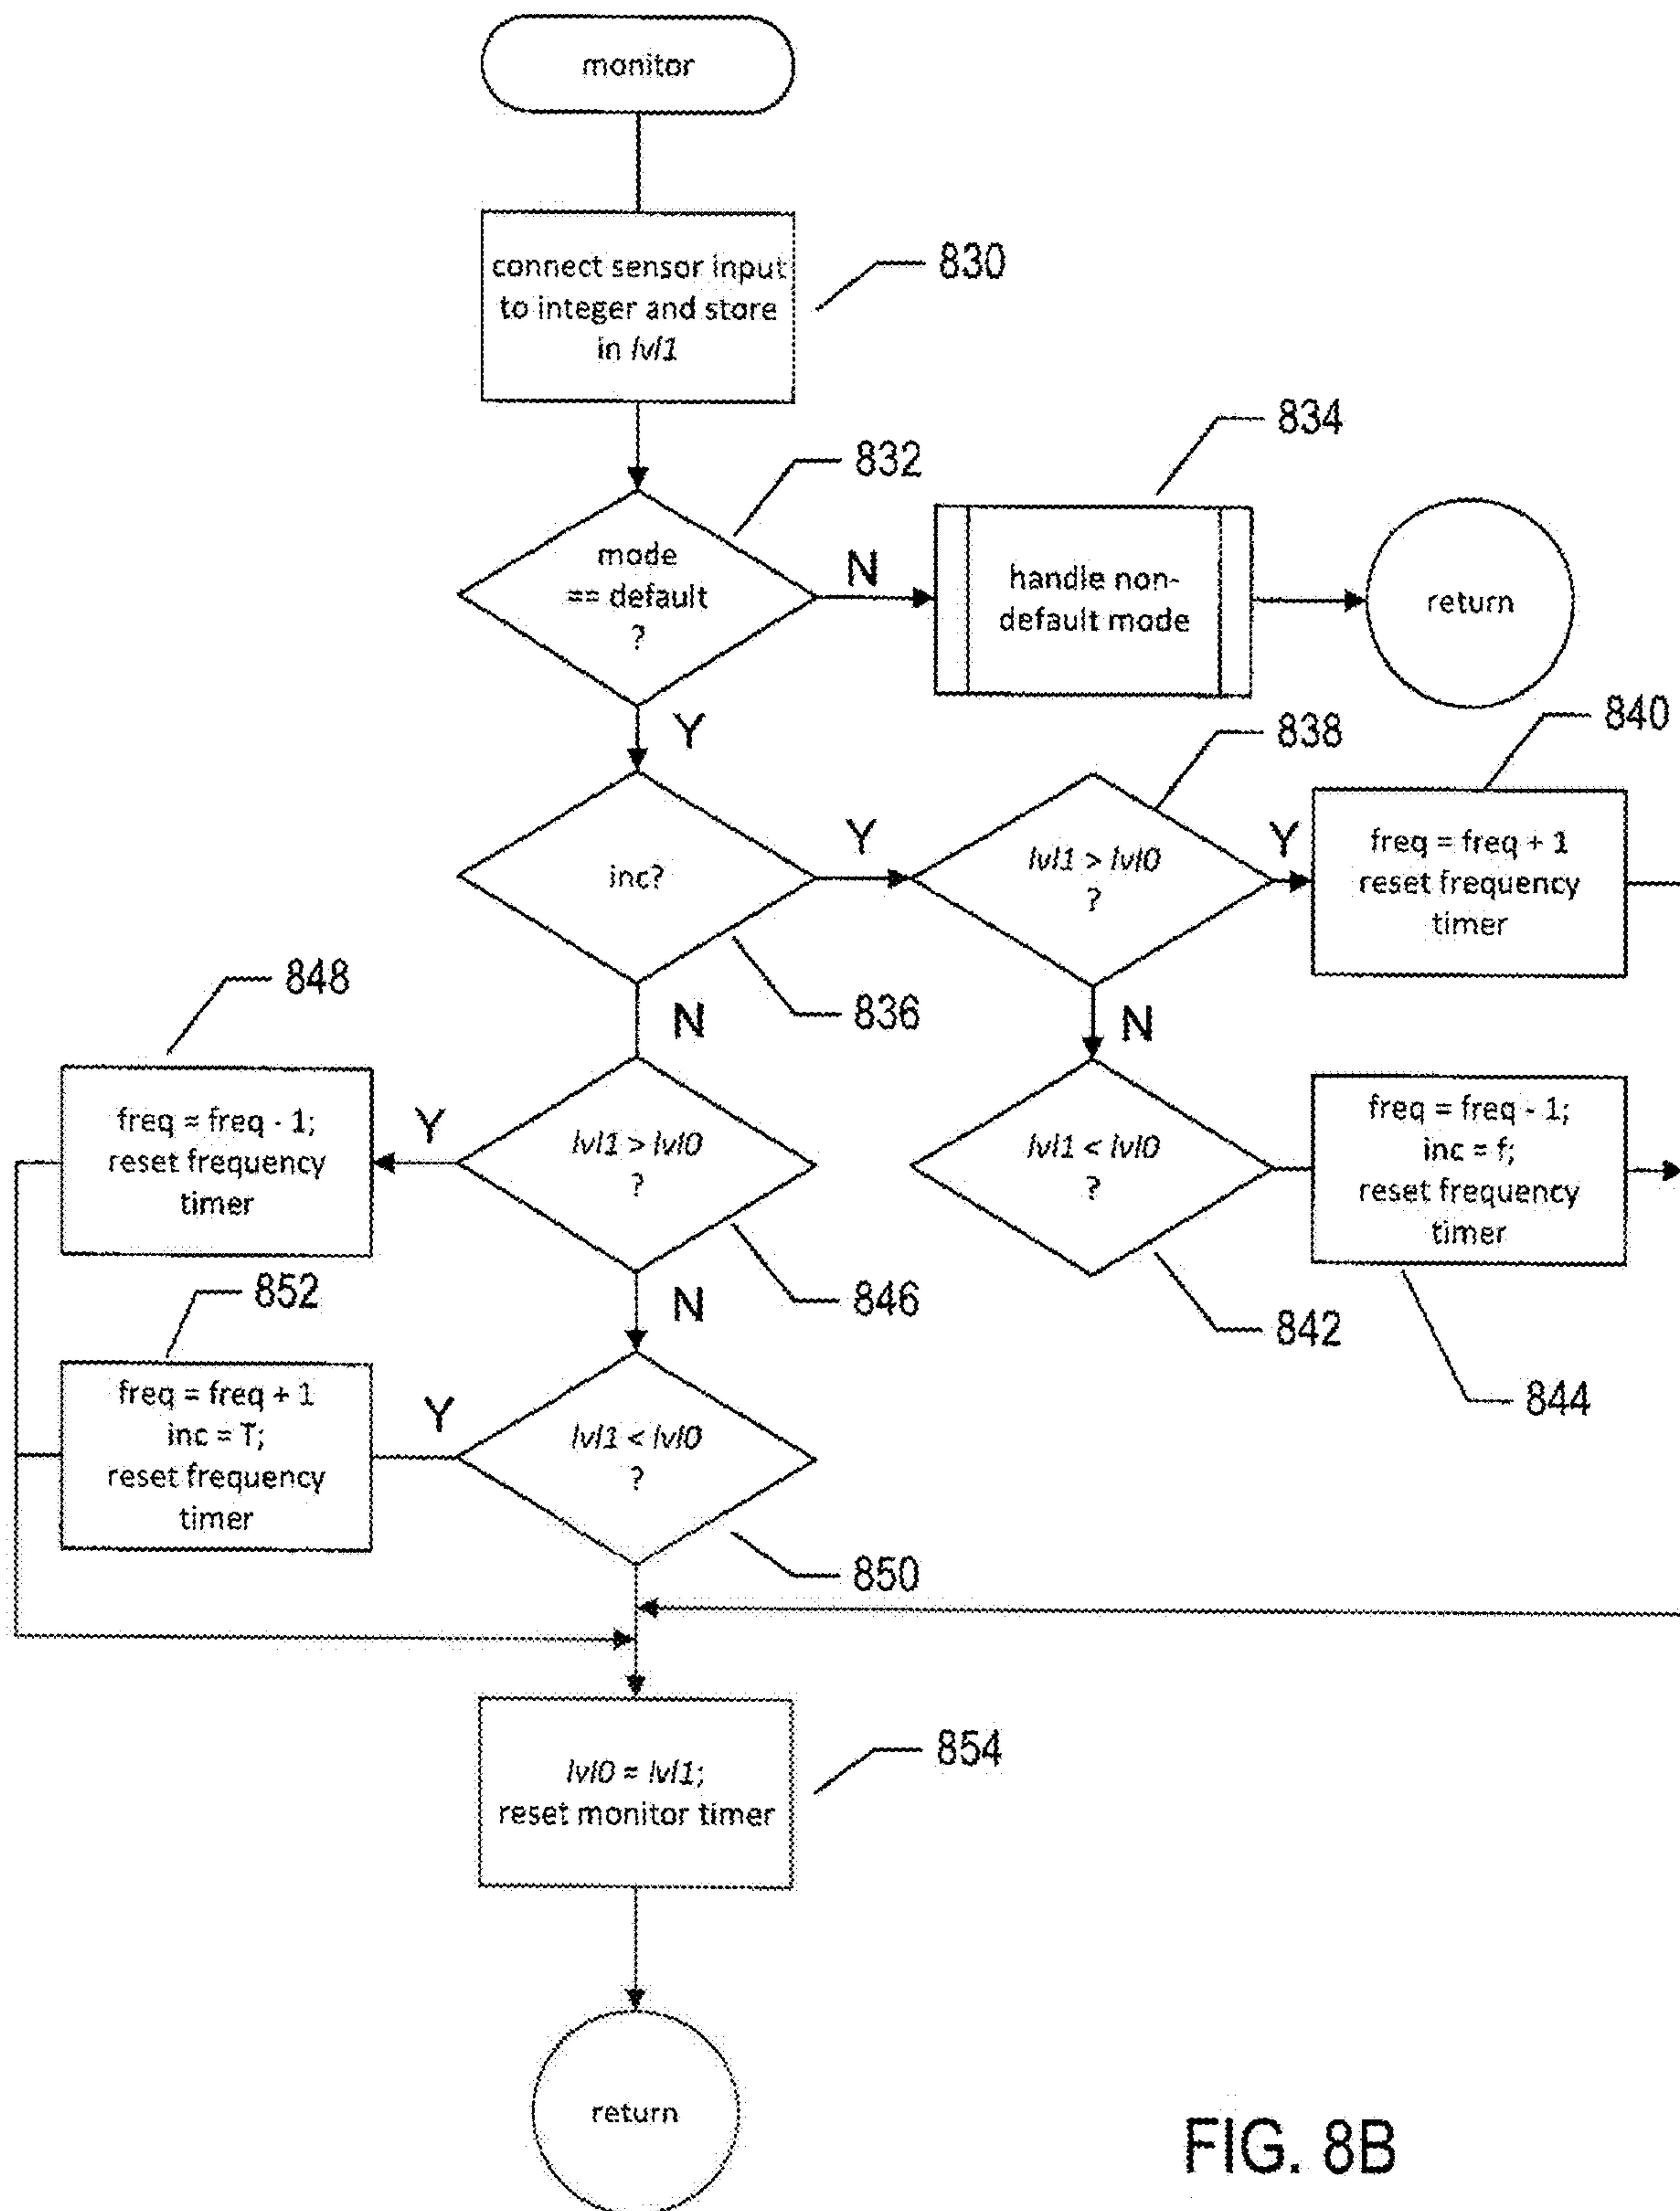 monitor
connect sensor input
to integer and store
in lvl1
830
832
834
mode
== default
?
N
handle non-
default mode
return
Y
838
840
inc?
Y
lvl1 > lvl0
?
Y
freq = freq + 1
reset frequency
timer
848
N
836
N
freq = freq - 1;
reset frequency
timer
Y
lvl1 > lvl0
?
lvl1 < lvl0
?
freq = freq - 1;
inc = f;
reset frequency
timer
852
N
846
842
844
freq = freq + 1
inc = T;
reset frequency
timer
Y
lvl1 < lvl0
?
850
lvl0 = lvl1;
reset monitor timer
854
return
FIG. 8B